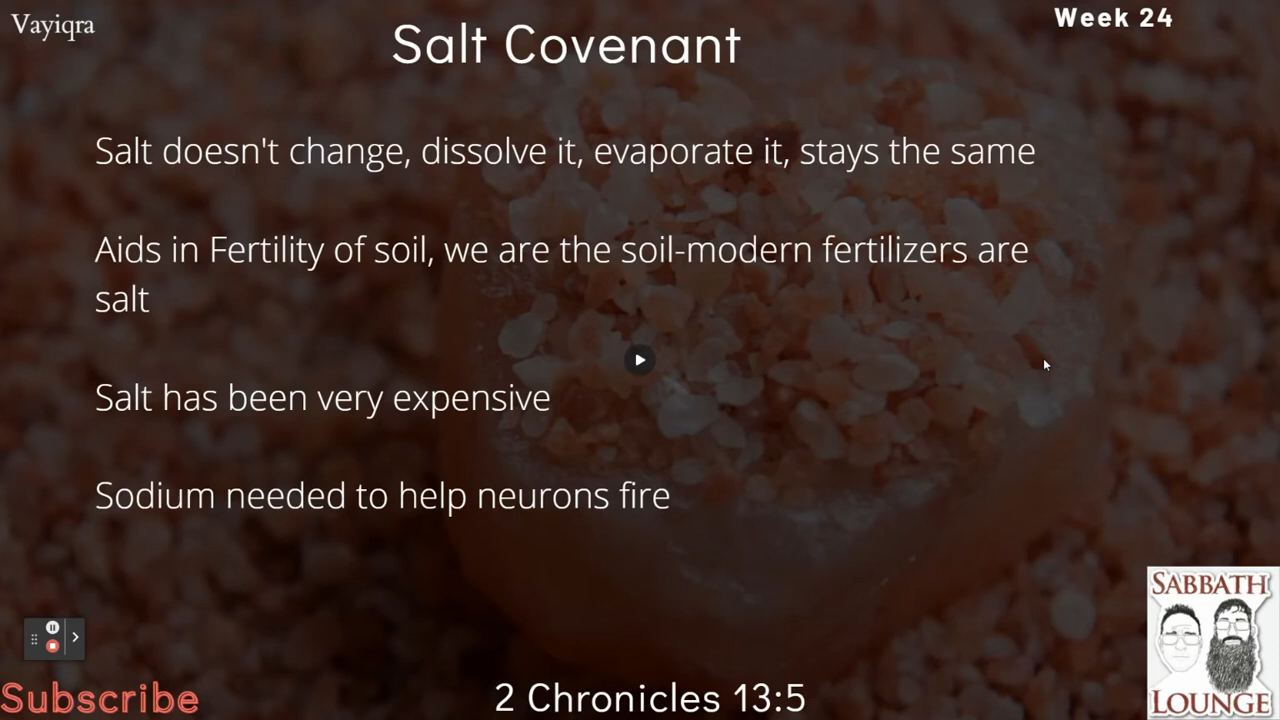 Vayiqra
Salt Covenant
Week 24
Salt doesn't change, dissolve it, evaporate it, stays the same
Aids in Fertility of soil, we are the soil-modern fertilizers are
salt
Salt has been very expensive
Sodium needed to help neurons fire
SABBATH
LOUNGE
Subscribe
2 Chronicles 13:5